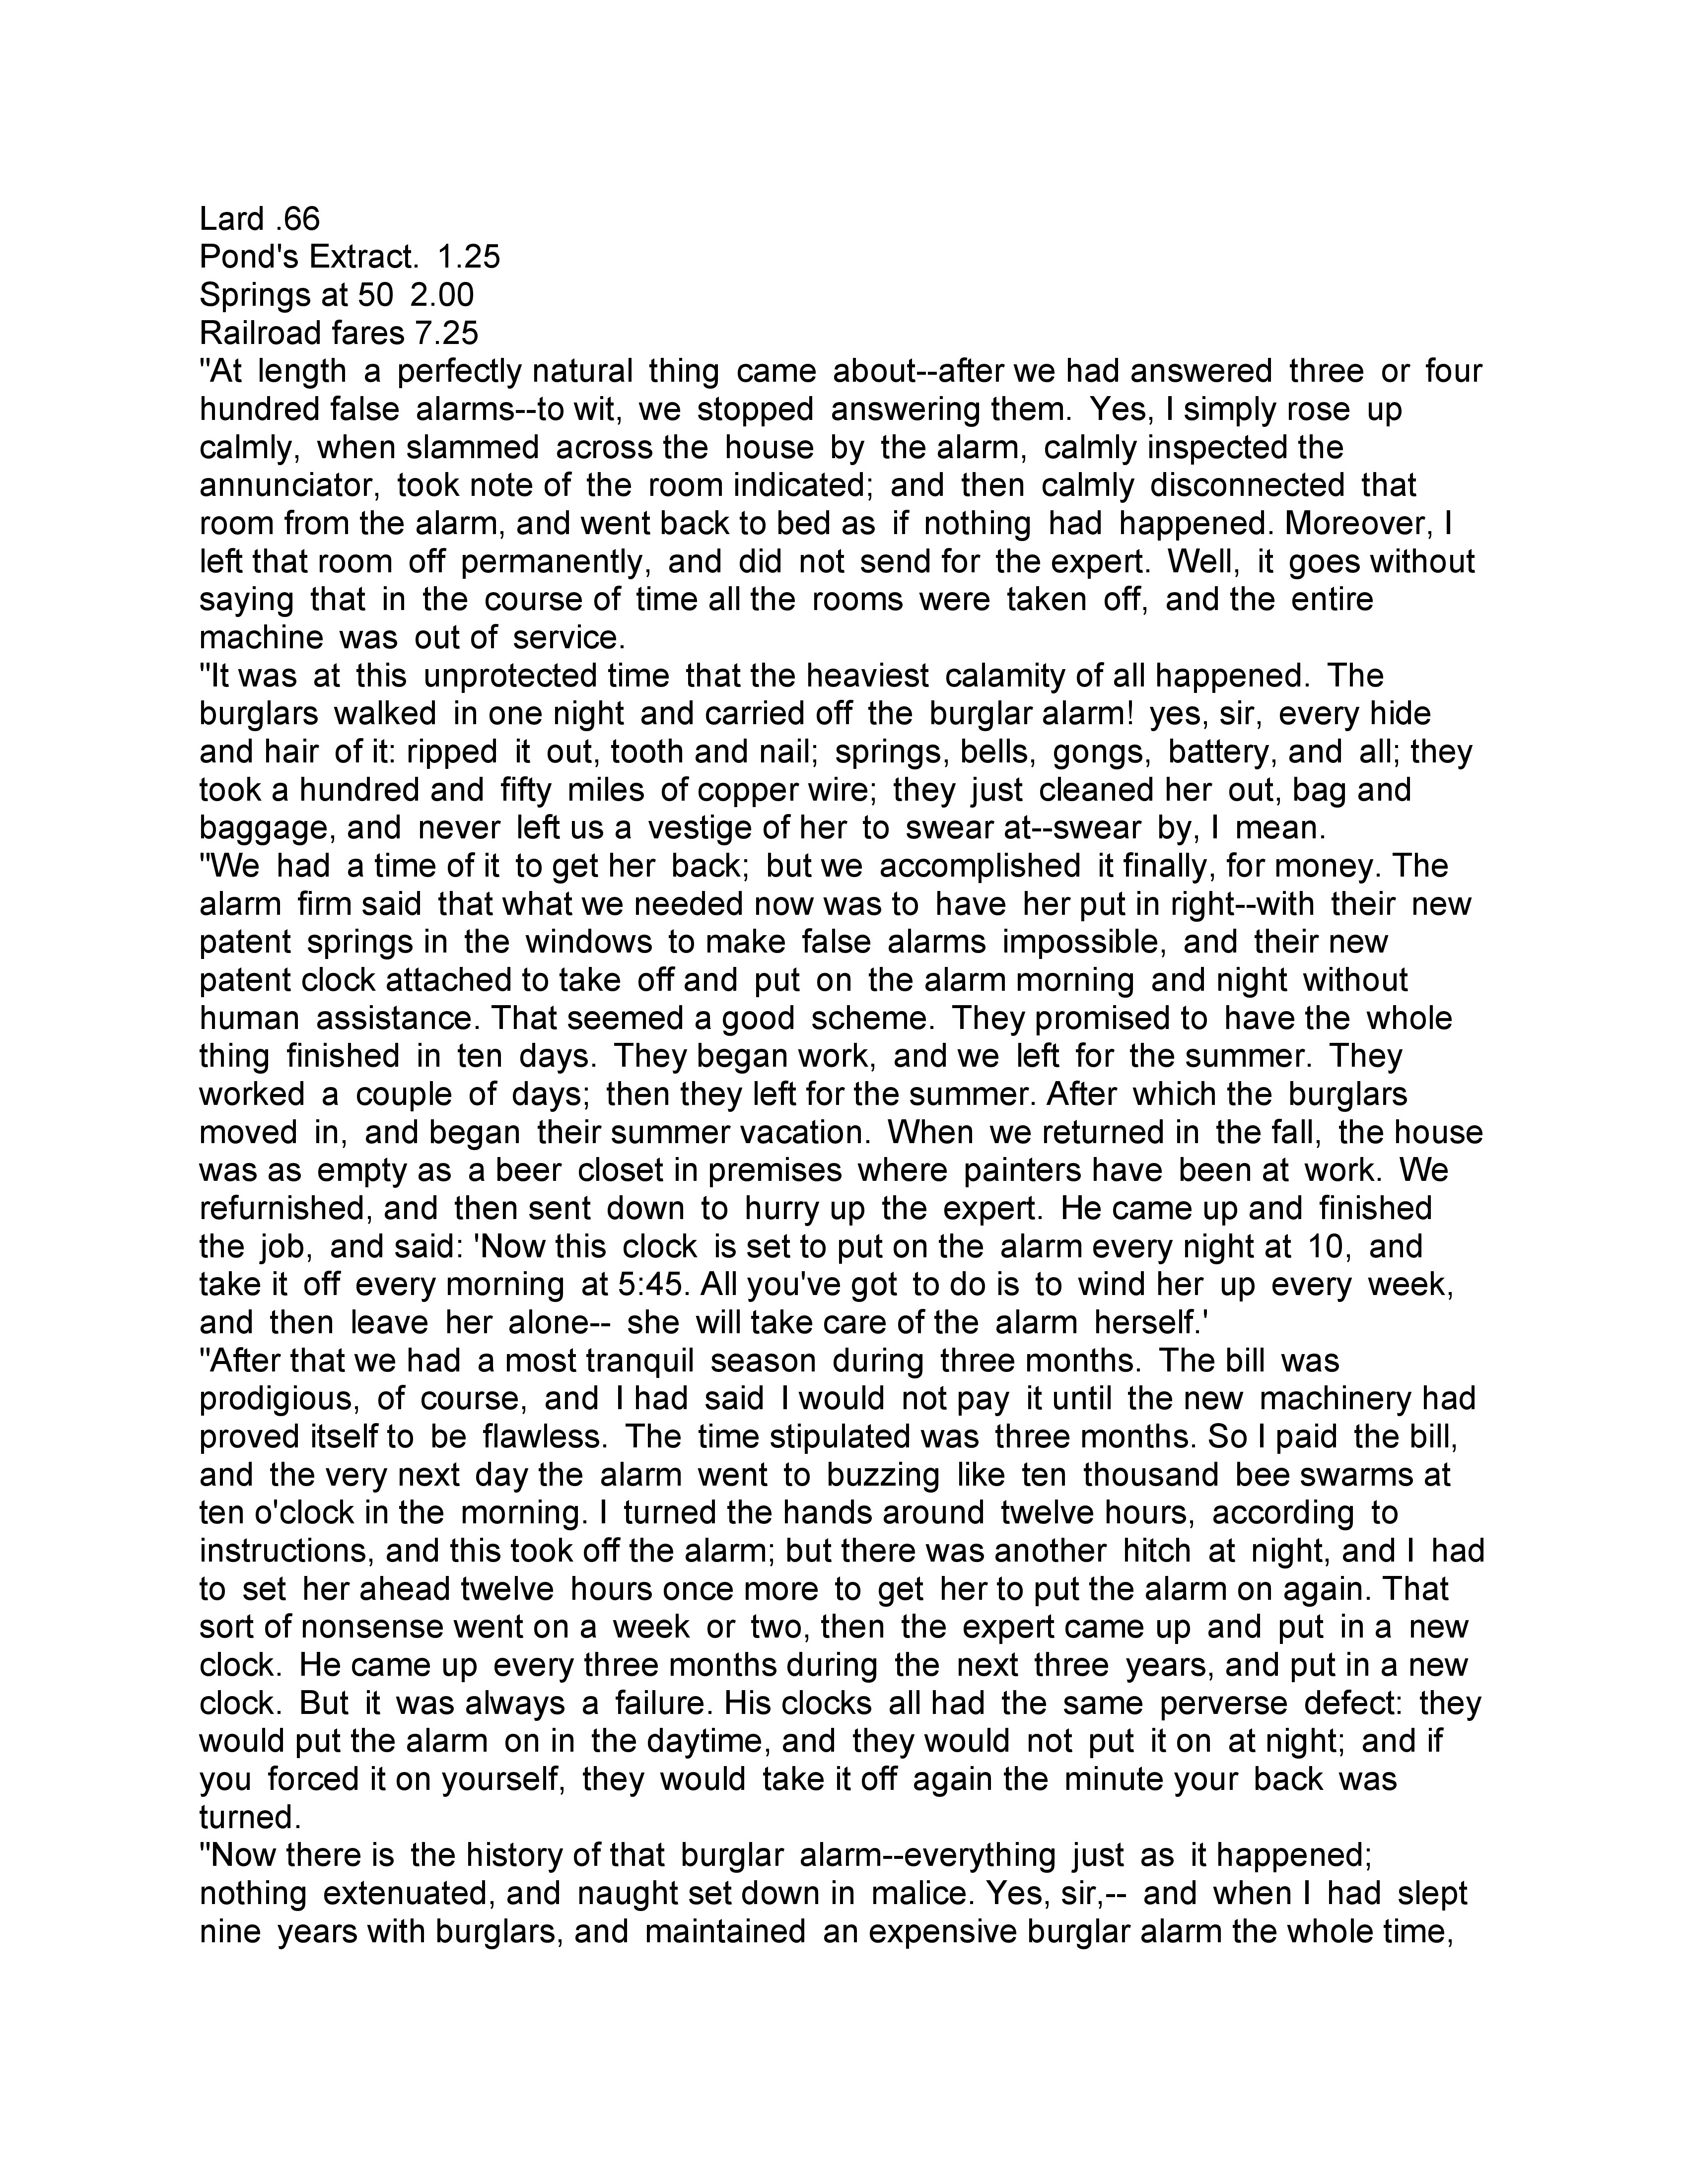 Lard .66
Pond's Extract. 1.25
Springs at 50 2.00
Railroad fares 7.25
"At length a perfectly natural thing came about--after we had answered three or four
hundred false alarms--to wit, we stopped answering them. Yes, I simply rose up
calmly, when slammed across the house by the alarm, calmly inspected the
annunciator, took note of the room indicated; and then calmly disconnected that
room from the alarm, and went back to bed as if nothing had happened. Moreover, I
left that room off permanently, and did not send for the expert. Well, it goes without
saying that in the course of time all the rooms were taken off, and the entire
machine was out of service.
"It was at this unprotected time that the heaviest calamity of all happened. The
burglars walked in one night and carried off the burglar alarm! yes, sir, every hide
and hair of it: ripped it out, tooth and nail; springs, bells, gongs, battery, and all; they
took a hundred and fifty miles of copper wire; they just cleaned her out, bag and
baggage, and never left us a vestige of her to swear at--swear by, I mean.
"We had a time of it to get her back; but we accomplished it finally, for money. The
alarm firm said that what we needed now was to have her put in right--with their new
patent springs in the windows to make false alarms impossible, and their new
patent clock attached to take off and put on the alarm morning and night without
human assistance. That seemed a good scheme. They promised to have the whole
thing finished in ten days. They began work, and we left for the summer. They
worked a couple of days; then they left for the summer. After which the burglars
moved in, and began their summer vacation. When we returned in the fall, the house
was as empty as a beer closet in premises where painters have been at work. We
refurnished, and then sent down to hurry up the expert. He came up and finished
the job, and said: 'Now this clock is set to put on the alarm every night at 10, and
take it off every morning at 5:45. All you've got to do is to wind her up every week,
and then leave her alone-- she will take care of the alarm herself.'
"After that we had a most tranquil season during three months. The bill was
prodigious, of course, and I had said I would not pay it until the new machinery had
proved itself to be flawless. The time stipulated was three months. So I paid the bill,
and the very next day the alarm went to buzzing like ten thousand bee swarms at
ten o'clock in the morning. I turned the hands around twelve hours, according to
instructions, and this took off the alarm; but there was another hitch at night, and I had
to set her ahead twelve hours once more to get her to put the alarm on again. That
sort of nonsense went on a week or two, then the expert came up and put in a new
clock. He came up every three months during the next three years, and put in a new
clock. But it was always a failure. His clocks all had the same perverse defect: they
would put the alarm on in the daytime, and they would not put it on at night; and if
you forced it on yourself, they would take it off again the minute your back was
turned.
"Now there is the history of that burglar alarm--everything just as it happened;
nothing extenuated, and naught set down in malice. Yes, sir,-- and when I had slept
nine years with burglars, and maintained an expensive burglar alarm the whole time,